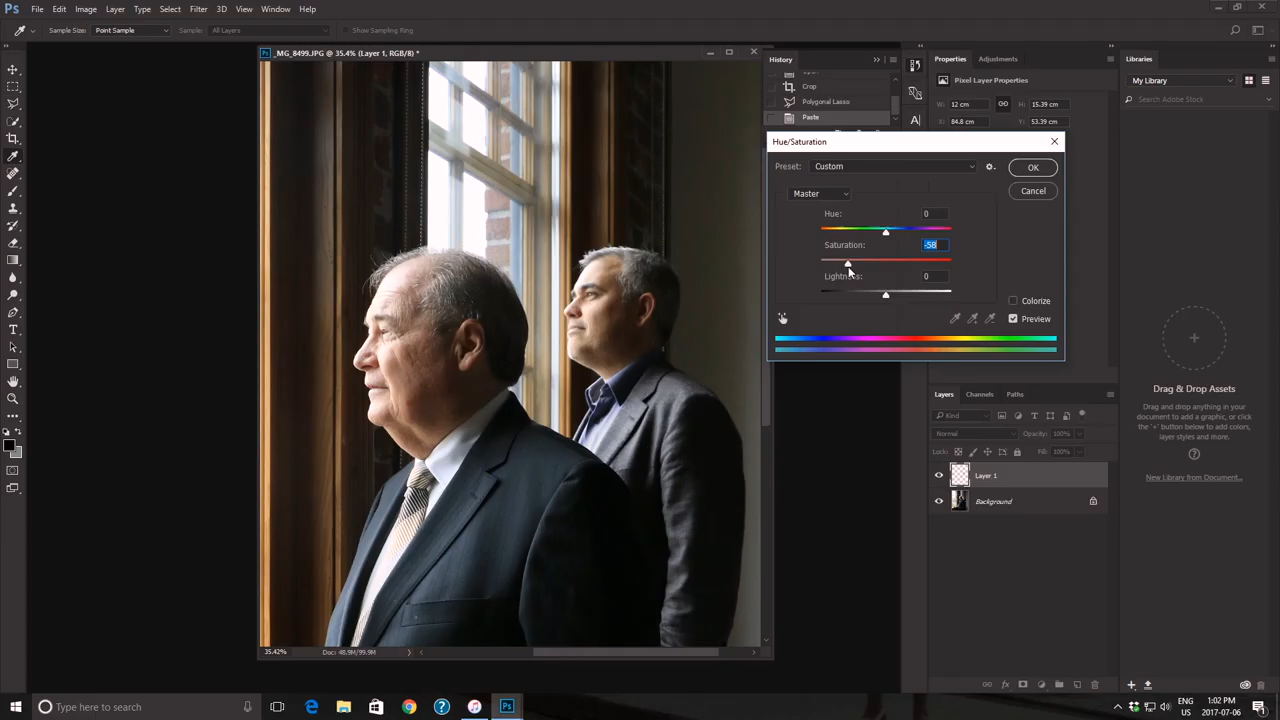 Ps File Edit Image Layer Type Select Filter 3D View Window Help
Sample Size: Point Sample Sample: All Layers Show Sampling Ring
_MG_8499.JPG @ 35.4% (Layer 1, RGB/8) *
History
Crop
Polygonal Lasso
Paste
Properties Adjustments
Pixel Layer Properties
W: 12 cm H: 15.39 cm
X: 84.8 cm Y: 53.39 cm
Libraries
My Library
Search Adobe Stock
Hue/Saturation
Preset: Custom
OK
Cancel
Master
Hue: 0
Saturation: -58
Lightness: 0
Colorize
Preview
Layers Channels Paths
Kind
Normal Opacity: 100%
Lock: Fill: 100%
Layer 1
Background
Drag & Drop Assets
Drag and drop anything in your
document to add a graphic, or click
the '+' button below to add colors,
layer styles and more.
New Library from Document...
35.42% Doc: 48.9M/99.9M
Type here to search
ENG
US
1:02 PM
2017-07-06